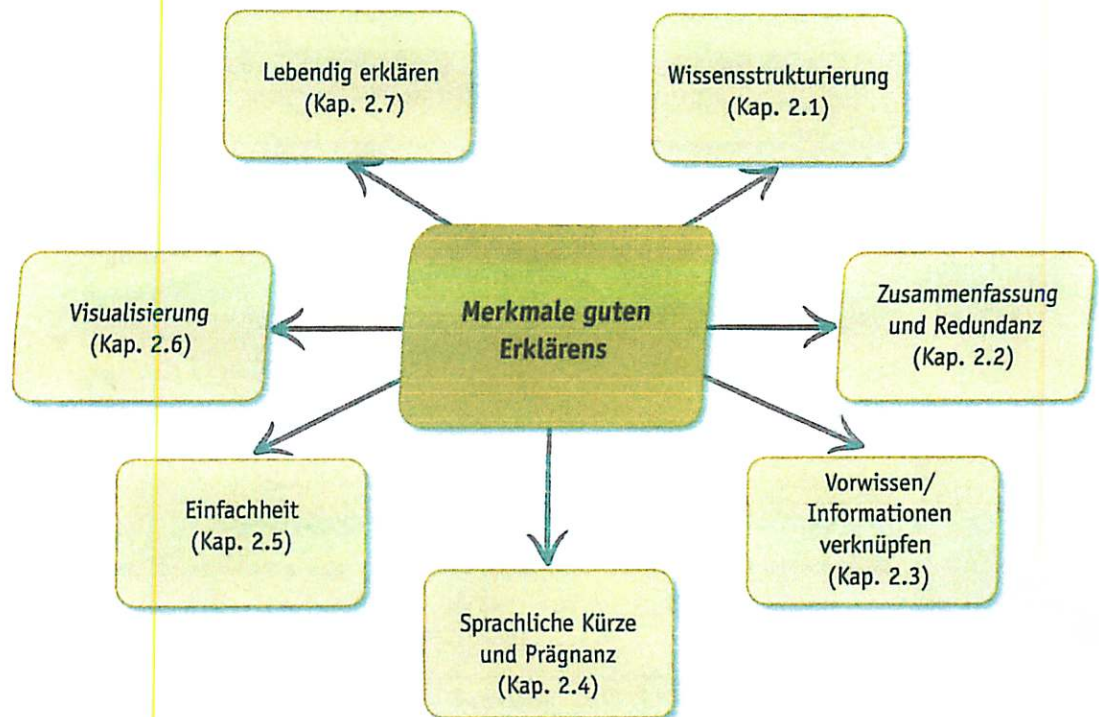 Lebendig erklären
(Kap. 2.7)
Wissensstrukturierung
(Kap. 2.1)
Visualisierung
(Kap. 2.6)
Merkmale guten
Erklärens
Zusammenfassung
und Redundanz
(Kap. 2.2)
Einfachheit
(Kap. 2.5)
Vorwissen/
Informationen
verknüpfen
(Kap. 2.3)
Sprachliche Kürze
und Prägnanz
(Kap. 2.4)